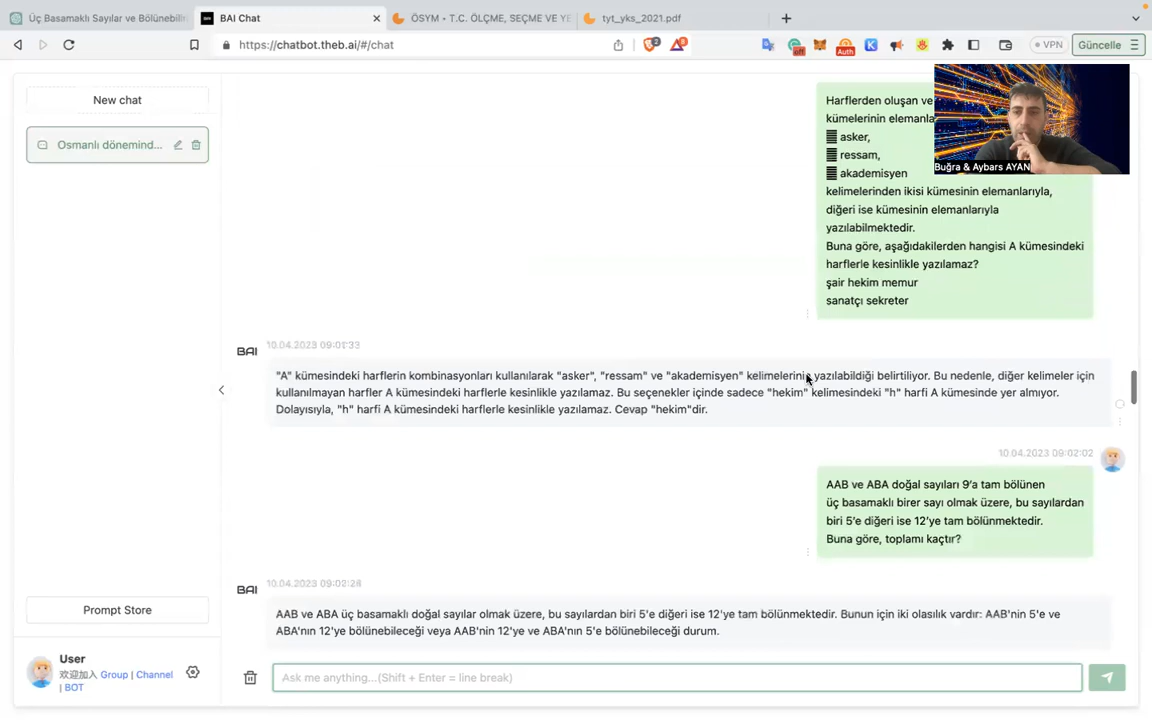 Üç Basamaklı Sayılar ve Bölünebilir
BAI Chat
ÖSYM - T.C. ÖLÇME, SEÇME VE YE
tyt_yks_2021.pdf
https://chatbot.theb.ai/#/chat
2
8
off
Auth
VPN
Güncelle
New chat
Osmanlı dönemind...
Prompt Store
User
欢迎加入 Group | Channel
| BOT
Harflerden oluşan ve
kümelerinin elemanla
asker,
ressam,
akademisyen
kelimelerinden ikisi kümesinin elemanlarıyla,
diğeri ise kümesinin elemanlarıyla
yazılabilmektedir.
Buna göre, aşağıdakilerden hangisi A kümesindeki
harflerle kesinlikle yazılamaz?
şair hekim memur
sanatçı sekreter
Buğra & Aybars AYAN
BAI
10.04.2023 09:01:33
"A" kümesindeki harflerin kombinasyonları kullanılarak "asker", "ressam" ve "akademisyen" kelimelerinin yazılabildiği belirtiliyor. Bu nedenle, diğer kelimeler için
kullanılmayan harfler A kümesindeki harflerle kesinlikle yazılamaz. Bu seçenekler içinde sadece "hekim" kelimesindeki "h" harfi A kümesinde yer almıyor.
Dolayısıyla, "h" harfi A kümesindeki harflerle kesinlikle yazılamaz. Cevap "hekim"dir.
10.04.2023 09:02:02
AAB ve ABA doğal sayıları 9'a tam bölünen
üç basamaklı birer sayı olmak üzere, bu sayılardan
biri 5'e diğeri ise 12'ye tam bölünmektedir.
Buna göre, toplamı kaçtır?
BAI
10.04.2023 09:02:28
AAB ve ABA üç basamaklı doğal sayılar olmak üzere, bu sayılardan biri 5'e diğeri ise 12'ye tam bölünmektedir. Bunun için iki olasılık vardır: AAB'nin 5'e ve
ABA'nın 12'ye bölünebileceği veya AAB'nin 12'ye ve ABA'nın 5'e bölünebileceği durum.
Ask me anything...(Shift + Enter = line break)